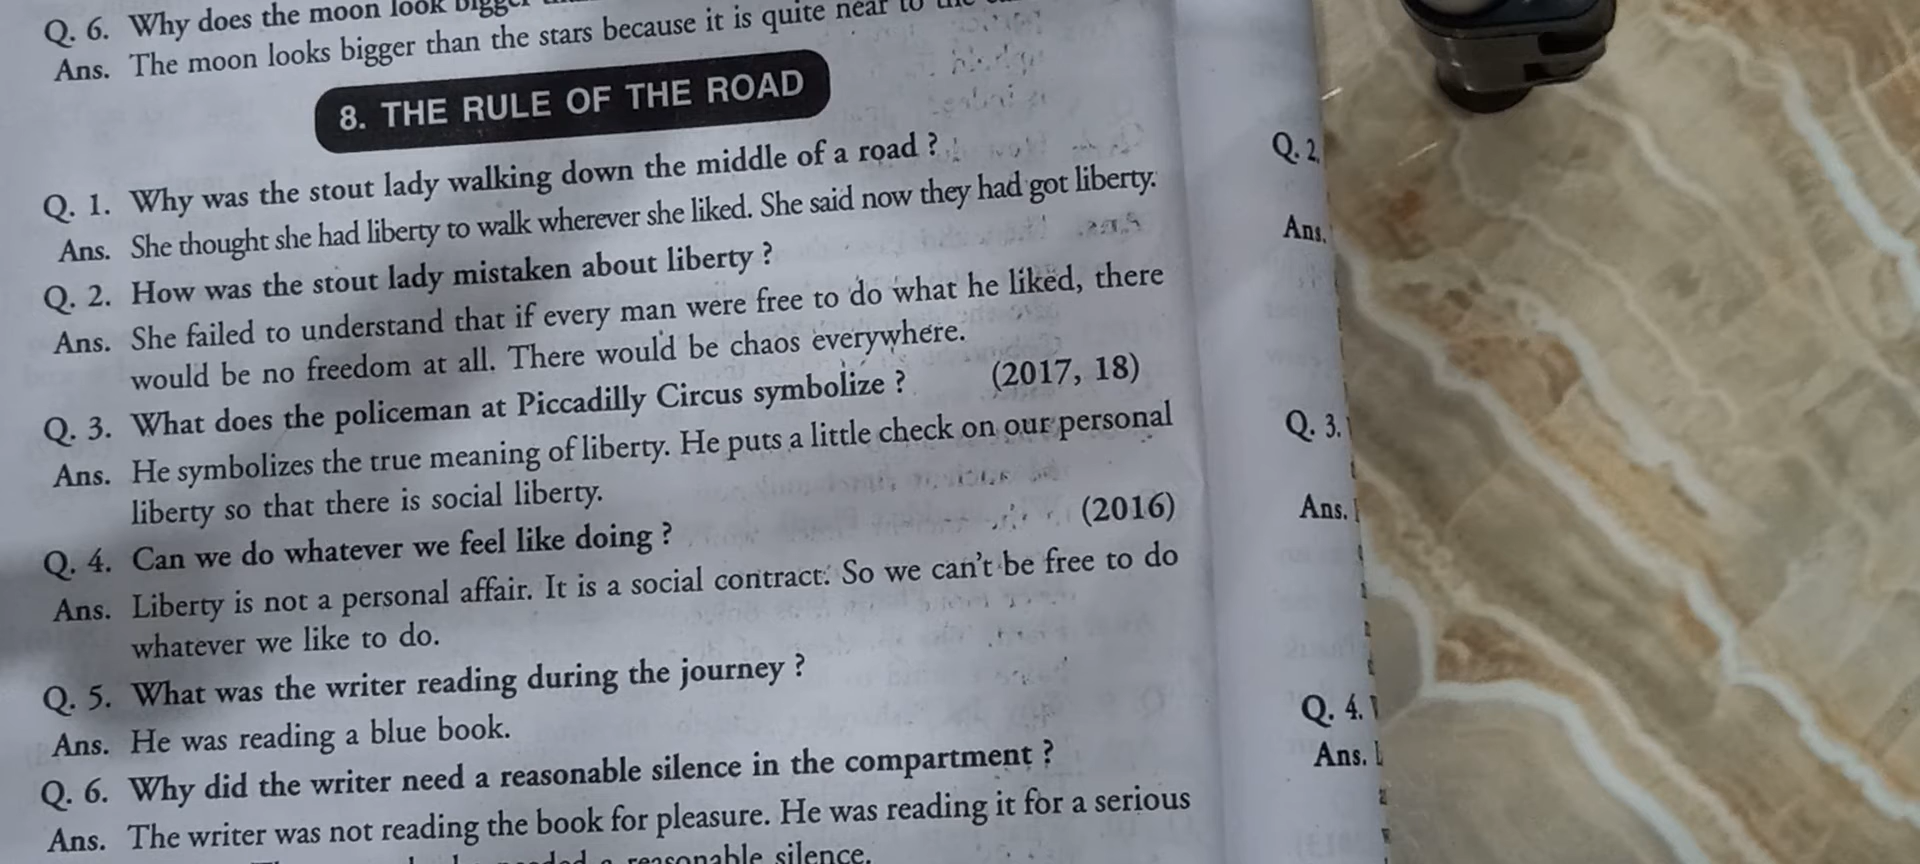 Q. 6. Why does the moon look bigger
Ans. The moon looks bigger than the stars because it is quite near to the
8. THE RULE OF THE ROAD
Q. 1. Why was the stout lady walking down the middle of a road ?
Ans. She thought she had liberty to walk wherever she liked. She said now they had got liberty.
Q. 2. How was the stout lady mistaken about liberty ?
Ans. She failed to understand that if every man were free to do what he liked, there
would be no freedom at all. There would be chaos everywhere.
Q. 3. What does the policeman at Piccadilly Circus symbolize ? (2017, 18)
Ans. He symbolizes the true meaning of liberty. He puts a little check on our personal
liberty so that there is social liberty.
Q. 4. Can we do whatever we feel like doing ? (2016)
Ans. Liberty is not a personal affair. It is a social contract. So we can't be free to do
whatever we like to do.
Q. 5. What was the writer reading during the journey ?
Ans. He was reading a blue book.
Q. 6. Why did the writer need a reasonable silence in the compartment ?
Ans. The writer was not reading the book for pleasure. He was reading it for a serious
a reasonable silence.
Q. 2.
Ans.
Q. 3.
Ans.
Q. 4.
Ans.